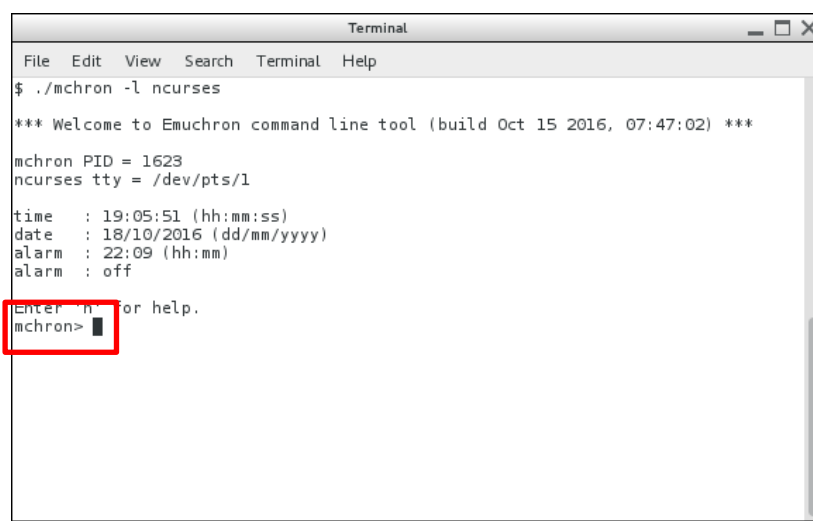 Terminal
File Edit View Search Terminal Help
$ ./mchron -l ncurses
*** Welcome to Emuchron command line tool (build Oct 15 2016, 07:47:02) ***
mchron PID = 1623
ncurses tty = /dev/pts/1
time   : 19:05:51 (hh:mm:ss)
date   : 18/10/2016 (dd/mm/yyyy)
alarm  : 22:09 (hh:mm)
alarm  : off
Enter 'h' for help.
mchron>